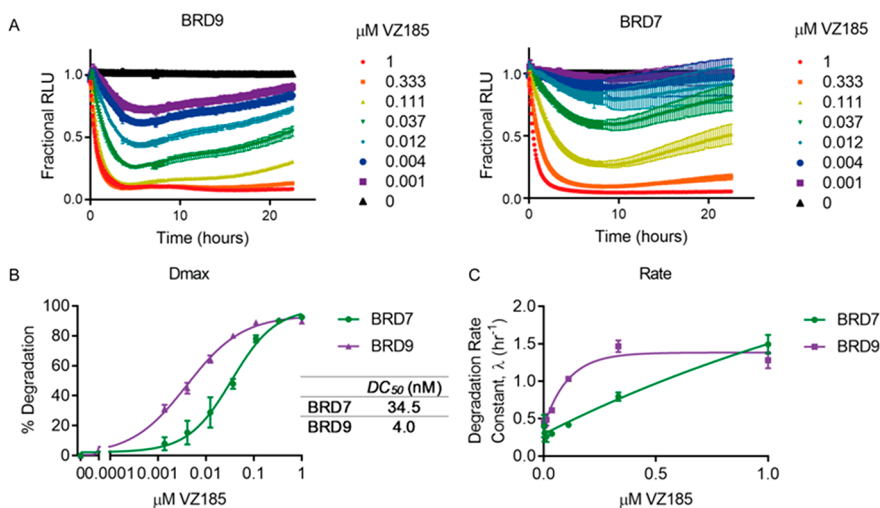 A
BRD9
μM VZ185
BRD7
μM VZ185
Fractional RLU
1.0
0.5
0.0
0
10
20
Time (hours)
1
0.333
0.111
0.037
0.012
0.004
0.001
0
Fractional RLU
1.0
0.5
0.0
0
10
20
Time (hours)
1
0.333
0.111
0.037
0.012
0.004
0.001
0
B
Dmax
% Degradation
100
80
60
40
20
0
0.001
0.01
0.1
1
μM VZ185
BRD7
BRD9
DC50 (nM)
BRD7 34.5
BRD9 4.0
C
Rate
Degradation Rate
Constant, λ (hr-1)
2.0
1.5
1.0
0.5
0.0
0.0
0.5
1.0
μM VZ185
BRD7
BRD9